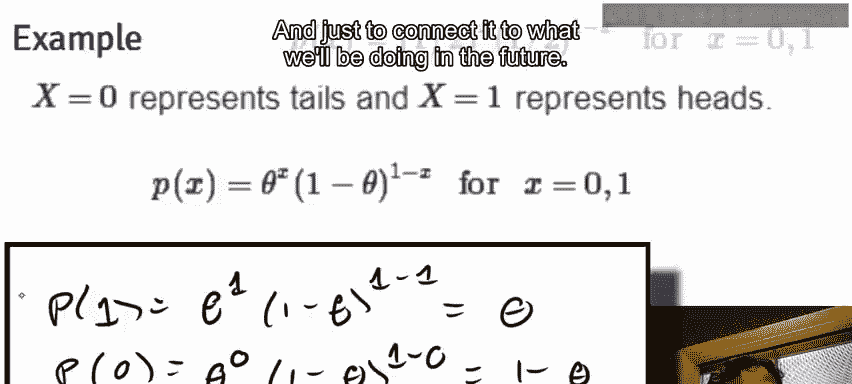 And just to connect it to what
we'll be doing in the future.
Example
for x = 0, 1
X = 0 represents tails and X = 1 represents heads.
p(x) = θ^x (1 − θ)^{1−x} for x = 0, 1
P(1) = θ^1 (1-θ)^{1-1} = θ
P(0) = θ^0 (1-θ)^{1-0} = 1-θ